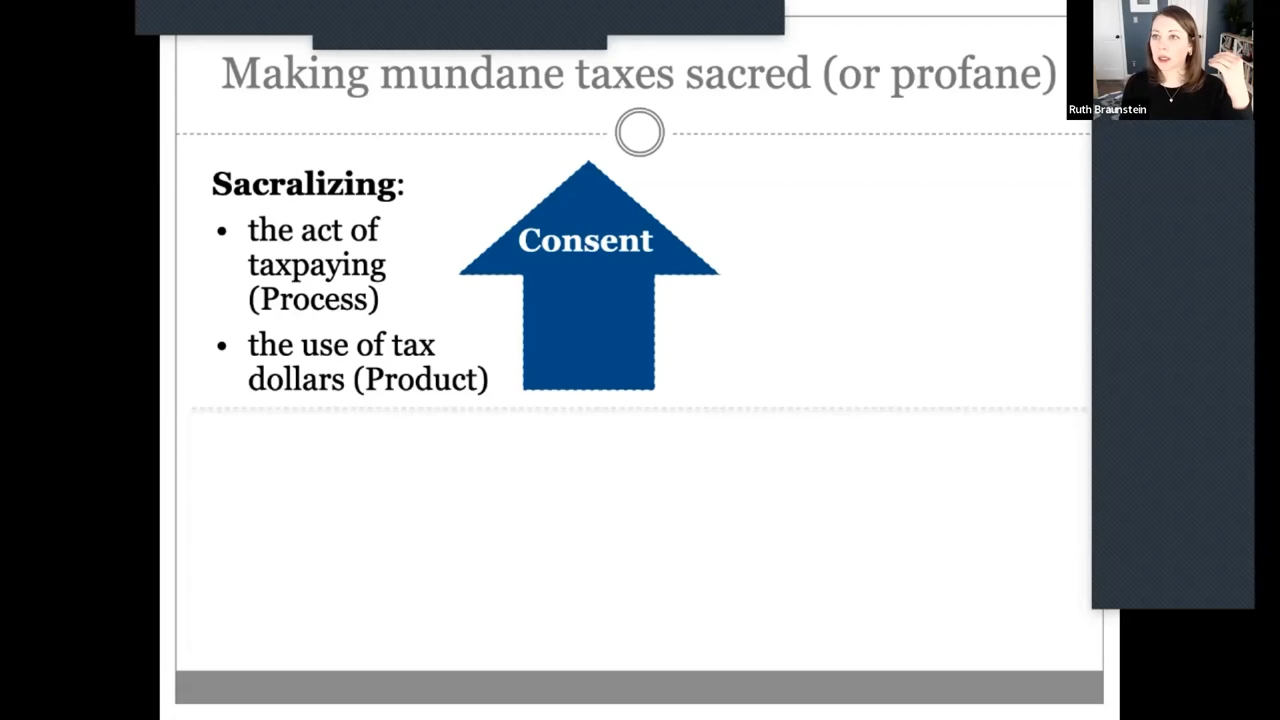 Making mundane taxes sacred (or profane)
Ruth Braunstein
Sacralizing:
• the act of
taxpaying
(Process)
• the use of tax
dollars (Product)
Consent